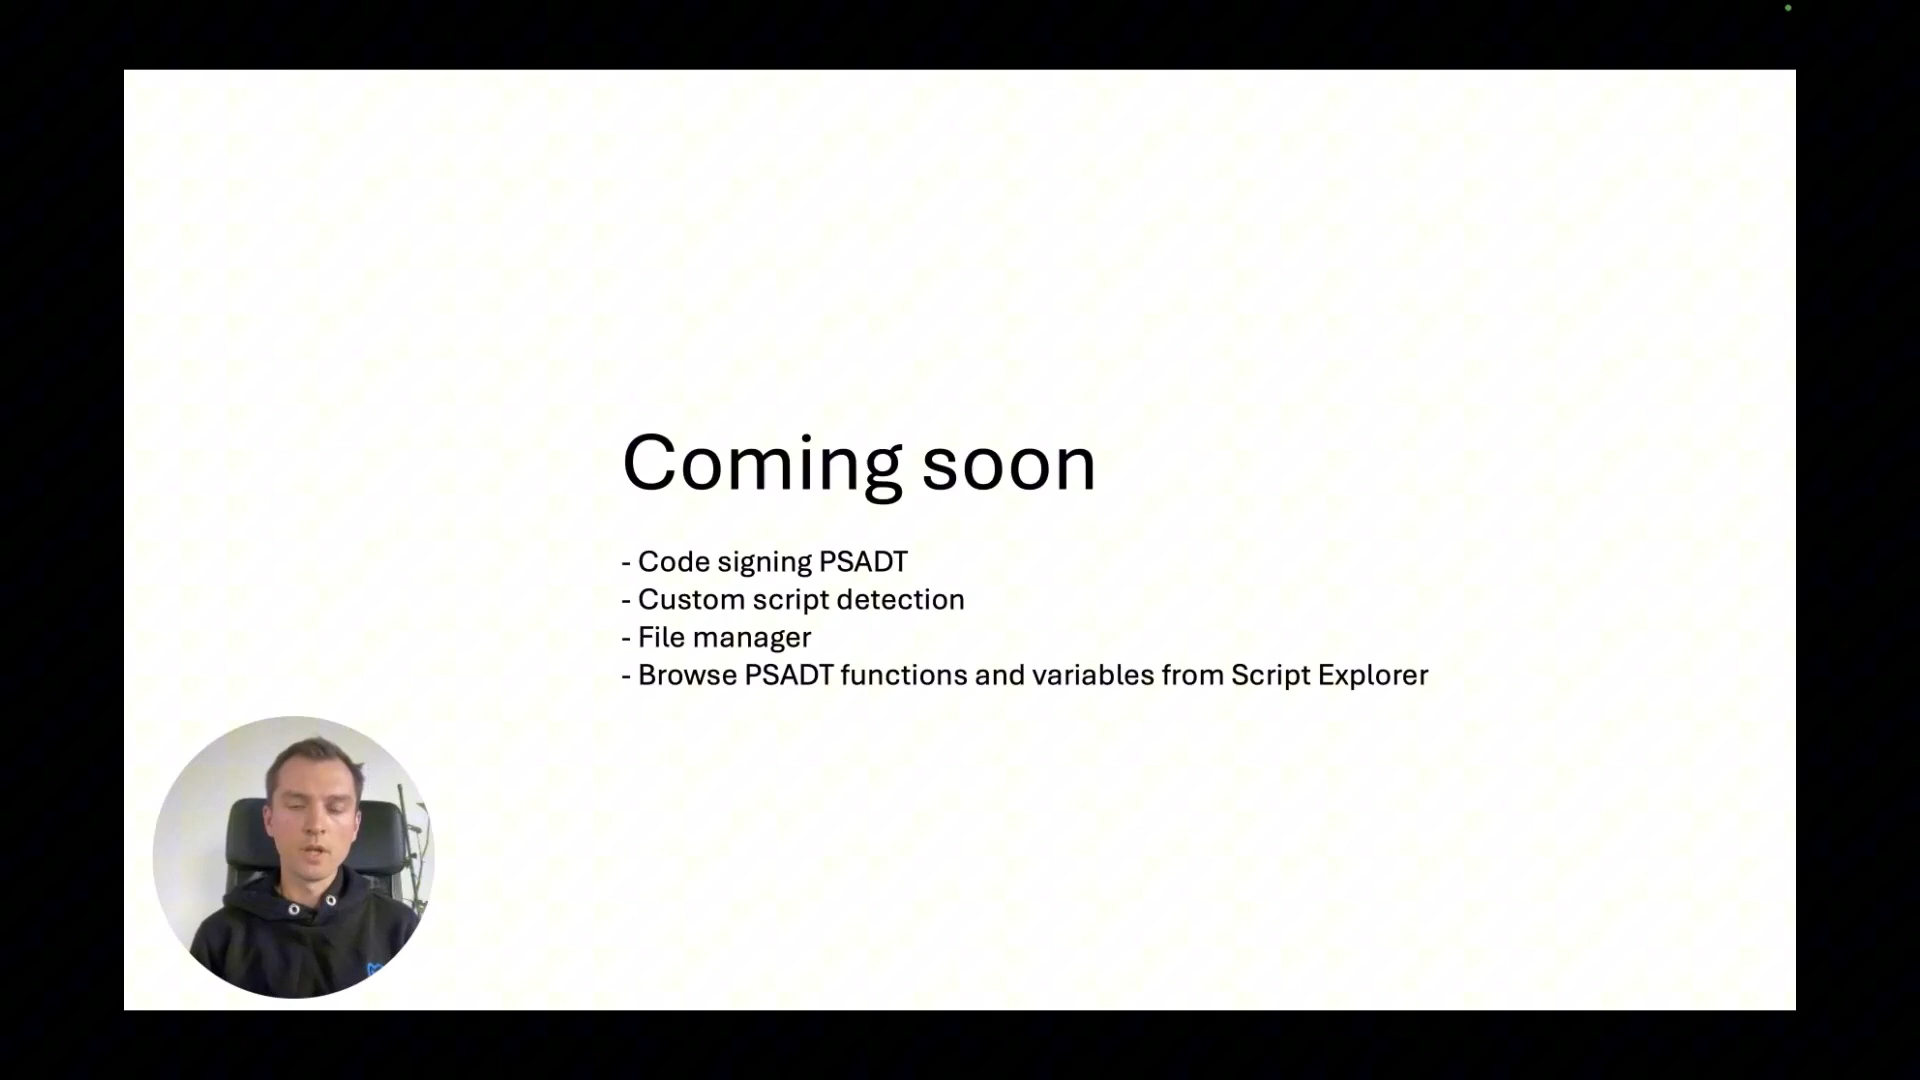 Coming soon
- Code signing PSADT
- Custom script detection
- File manager
- Browse PSADT functions and variables from Script Explorer